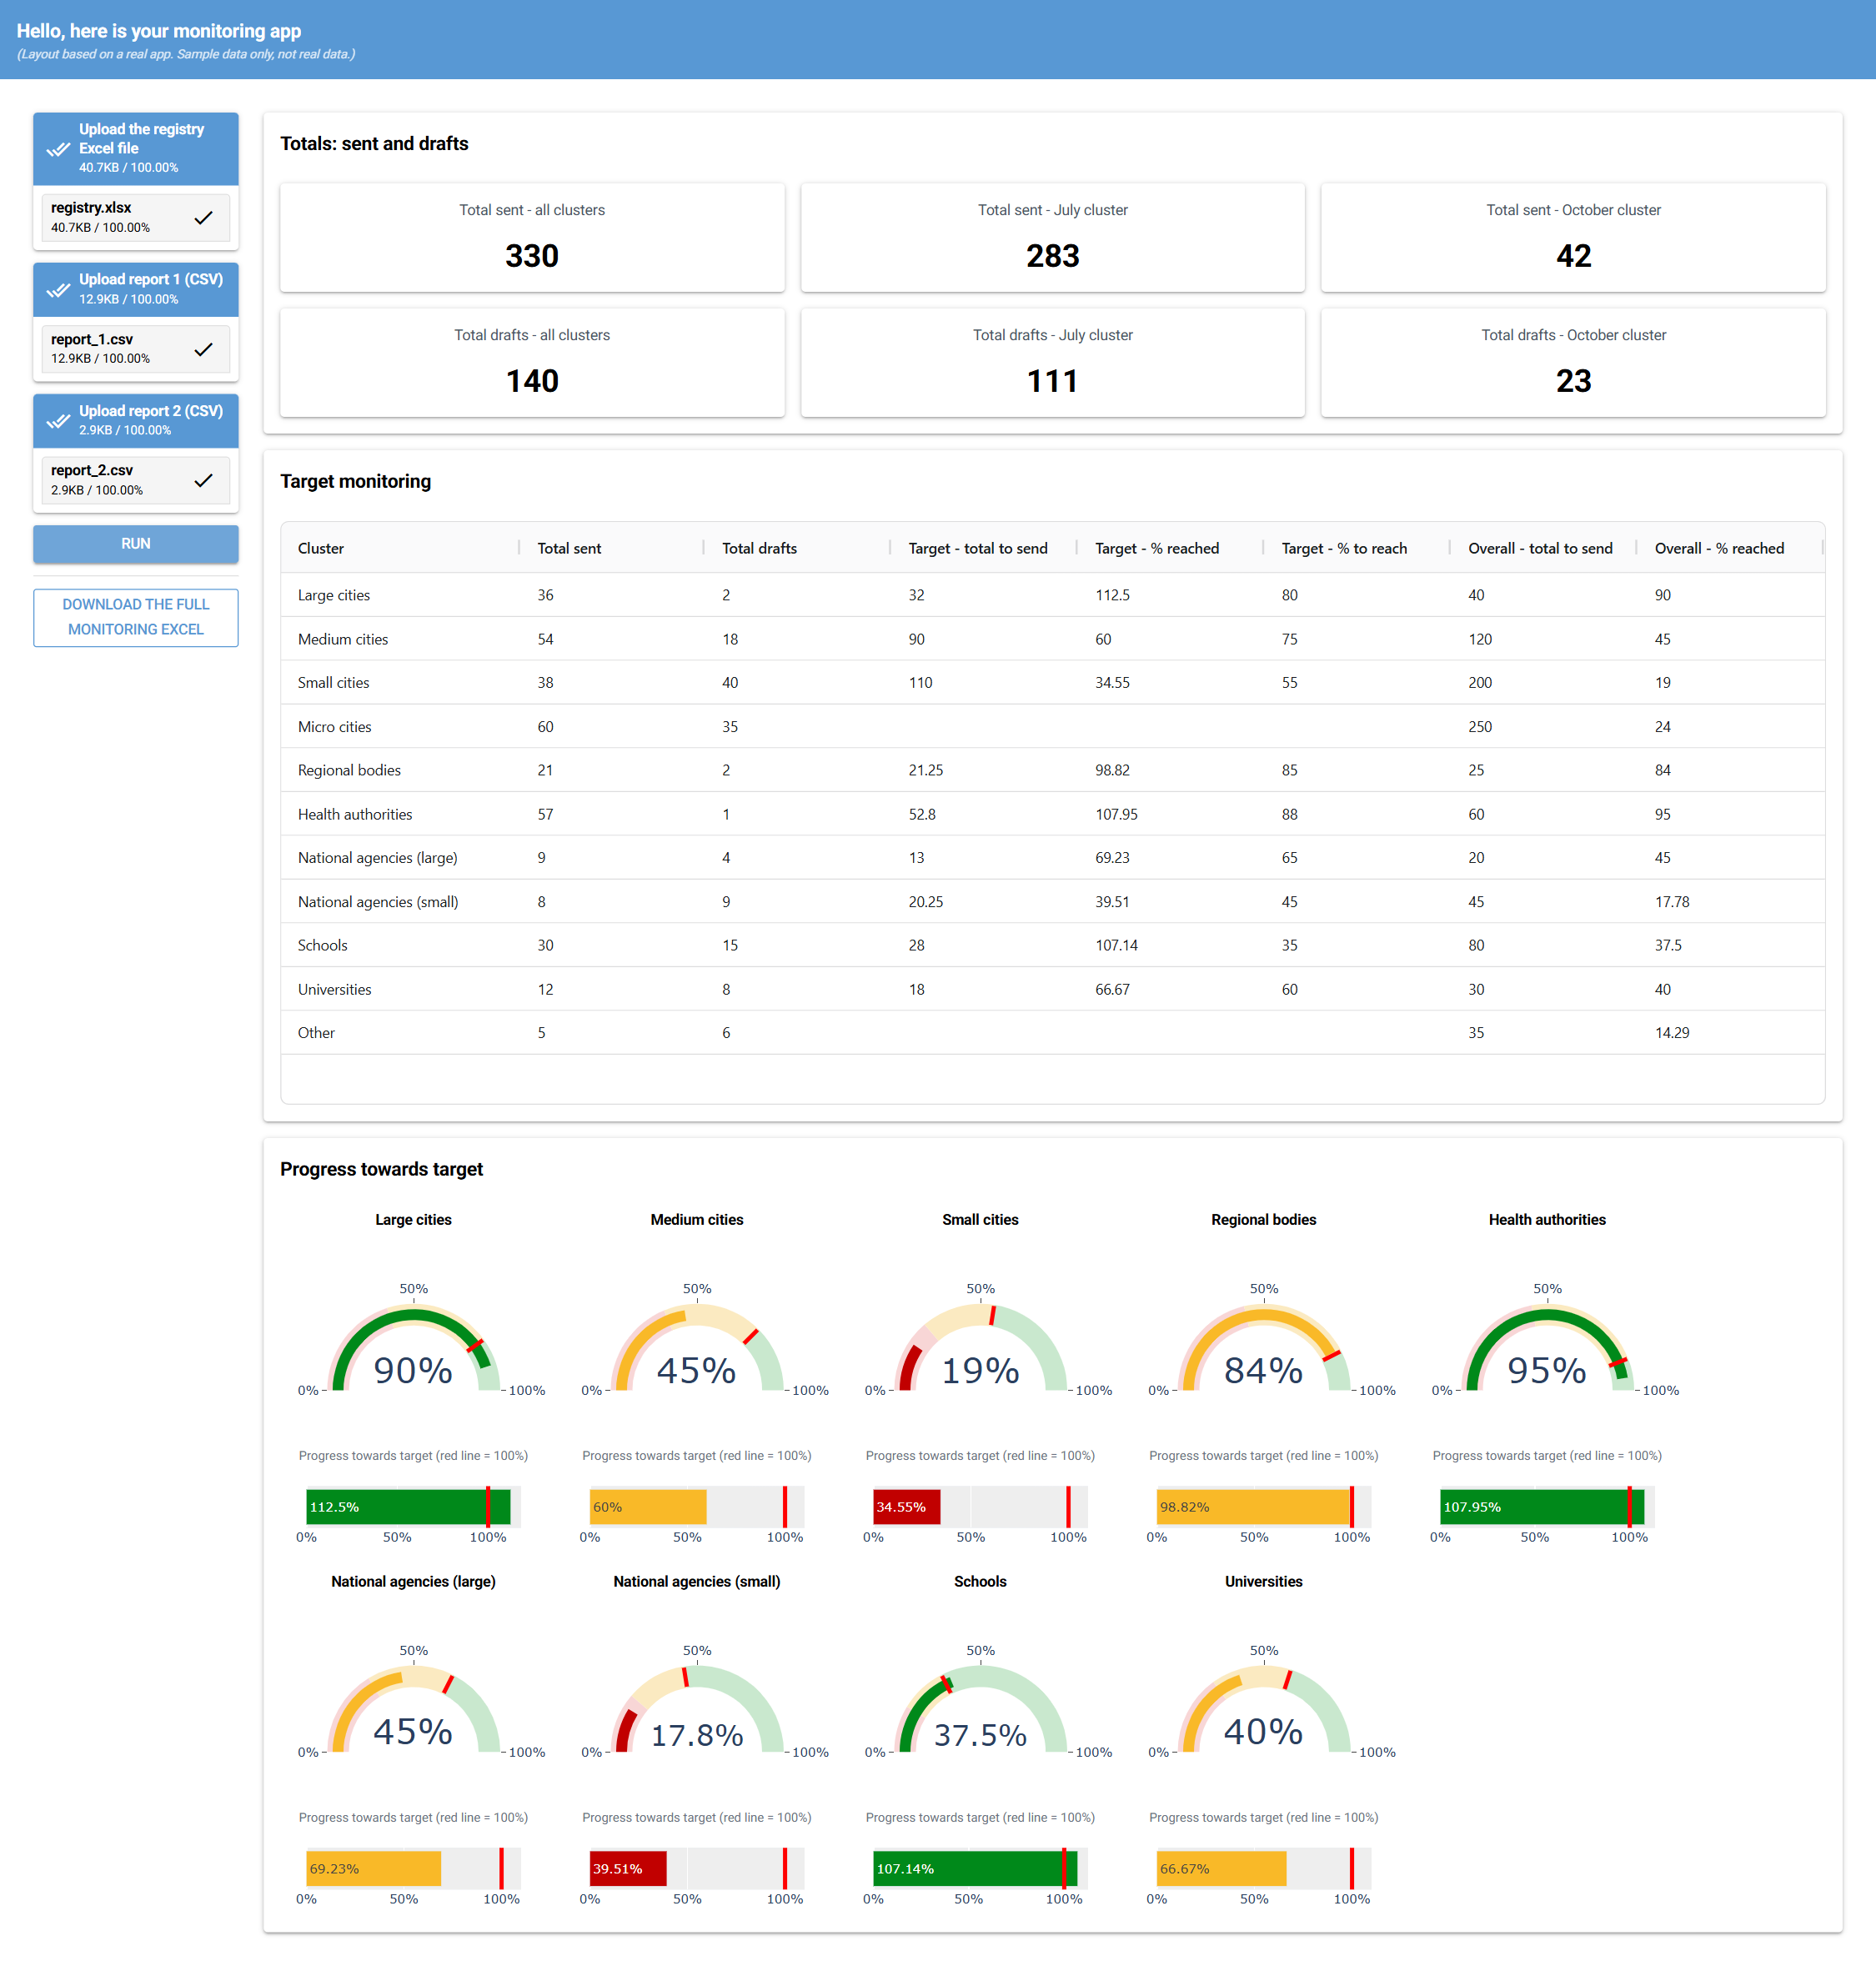 Hello, here is your monitoring app
(Layout based on a real app. Sample data only, not real data.)
Upload the registry
Excel file
40.7KB / 100.00%
registry.xlsx
40.7KB / 100.00%
Upload report 1 (CSV)
12.9KB / 100.00%
report_1.csv
12.9KB / 100.00%
Upload report 2 (CSV)
2.9KB / 100.00%
report_2.csv
2.9KB / 100.00%
RUN
DOWNLOAD THE FULL
MONITORING EXCEL
Totals: sent and drafts
Total sent - all clusters
330
Total sent - July cluster
283
Total sent - October cluster
42
Total drafts - all clusters
140
Total drafts - July cluster
111
Total drafts - October cluster
23
Target monitoring
Cluster Total sent Total drafts Target - total to send Target - % reached Target - % to reach Overall - total to send Overall - % reached
Large cities 36 2 32 112.5 80 40 90
Medium cities 54 18 90 60 75 120 45
Small cities 38 40 110 34.55 55 200 19
Micro cities 60 35 250 24
Regional bodies 21 2 21.25 98.82 85 25 84
Health authorities 57 1 52.8 107.95 88 60 95
National agencies (large) 9 4 13 69.23 65 20 45
National agencies (small) 8 9 20.25 39.51 45 45 17.78
Schools 30 15 28 107.14 35 80 37.5
Universities 12 8 18 66.67 60 30 40
Other 5 6 35 14.29
Progress towards target
Large cities
50%
90%
0% 100%
Progress towards target (red line = 100%)
112.5%
0% 50% 100%
Medium cities
50%
45%
0% 100%
Progress towards target (red line = 100%)
60%
0% 50% 100%
Small cities
50%
19%
0% 100%
Progress towards target (red line = 100%)
34.55%
0% 50% 100%
Regional bodies
50%
84%
0% 100%
Progress towards target (red line = 100%)
98.82%
0% 50% 100%
Health authorities
50%
95%
0% 100%
Progress towards target (red line = 100%)
107.95%
0% 50% 100%
National agencies (large)
50%
45%
0% 100%
Progress towards target (red line = 100%)
69.23%
0% 50% 100%
National agencies (small)
50%
17.8%
0% 100%
Progress towards target (red line = 100%)
39.51%
0% 50% 100%
Schools
50%
37.5%
0% 100%
Progress towards target (red line = 100%)
107.14%
0% 50% 100%
Universities
50%
40%
0% 100%
Progress towards target (red line = 100%)
66.67%
0% 50% 100%